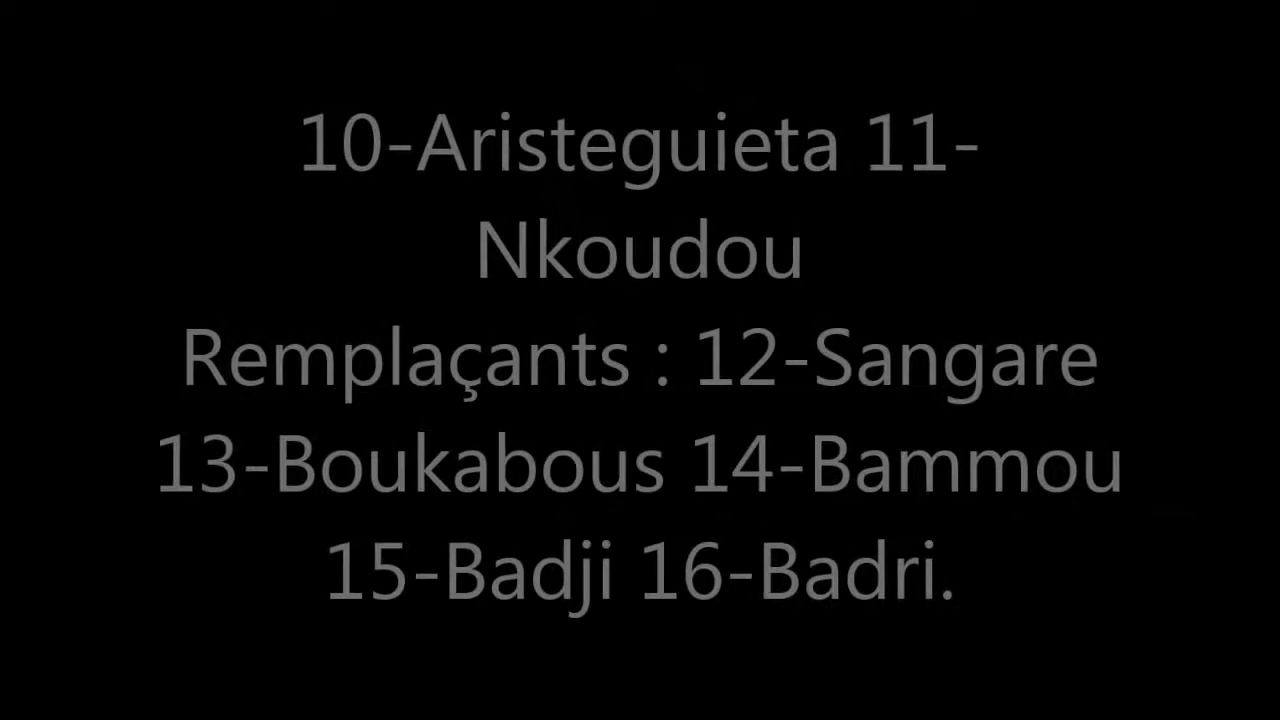 10-Aristeguieta 11-
Nkoudou
Remplaçants : 12-Sangare
13-Boukabous 14-Bammou
15-Badji 16-Badri.